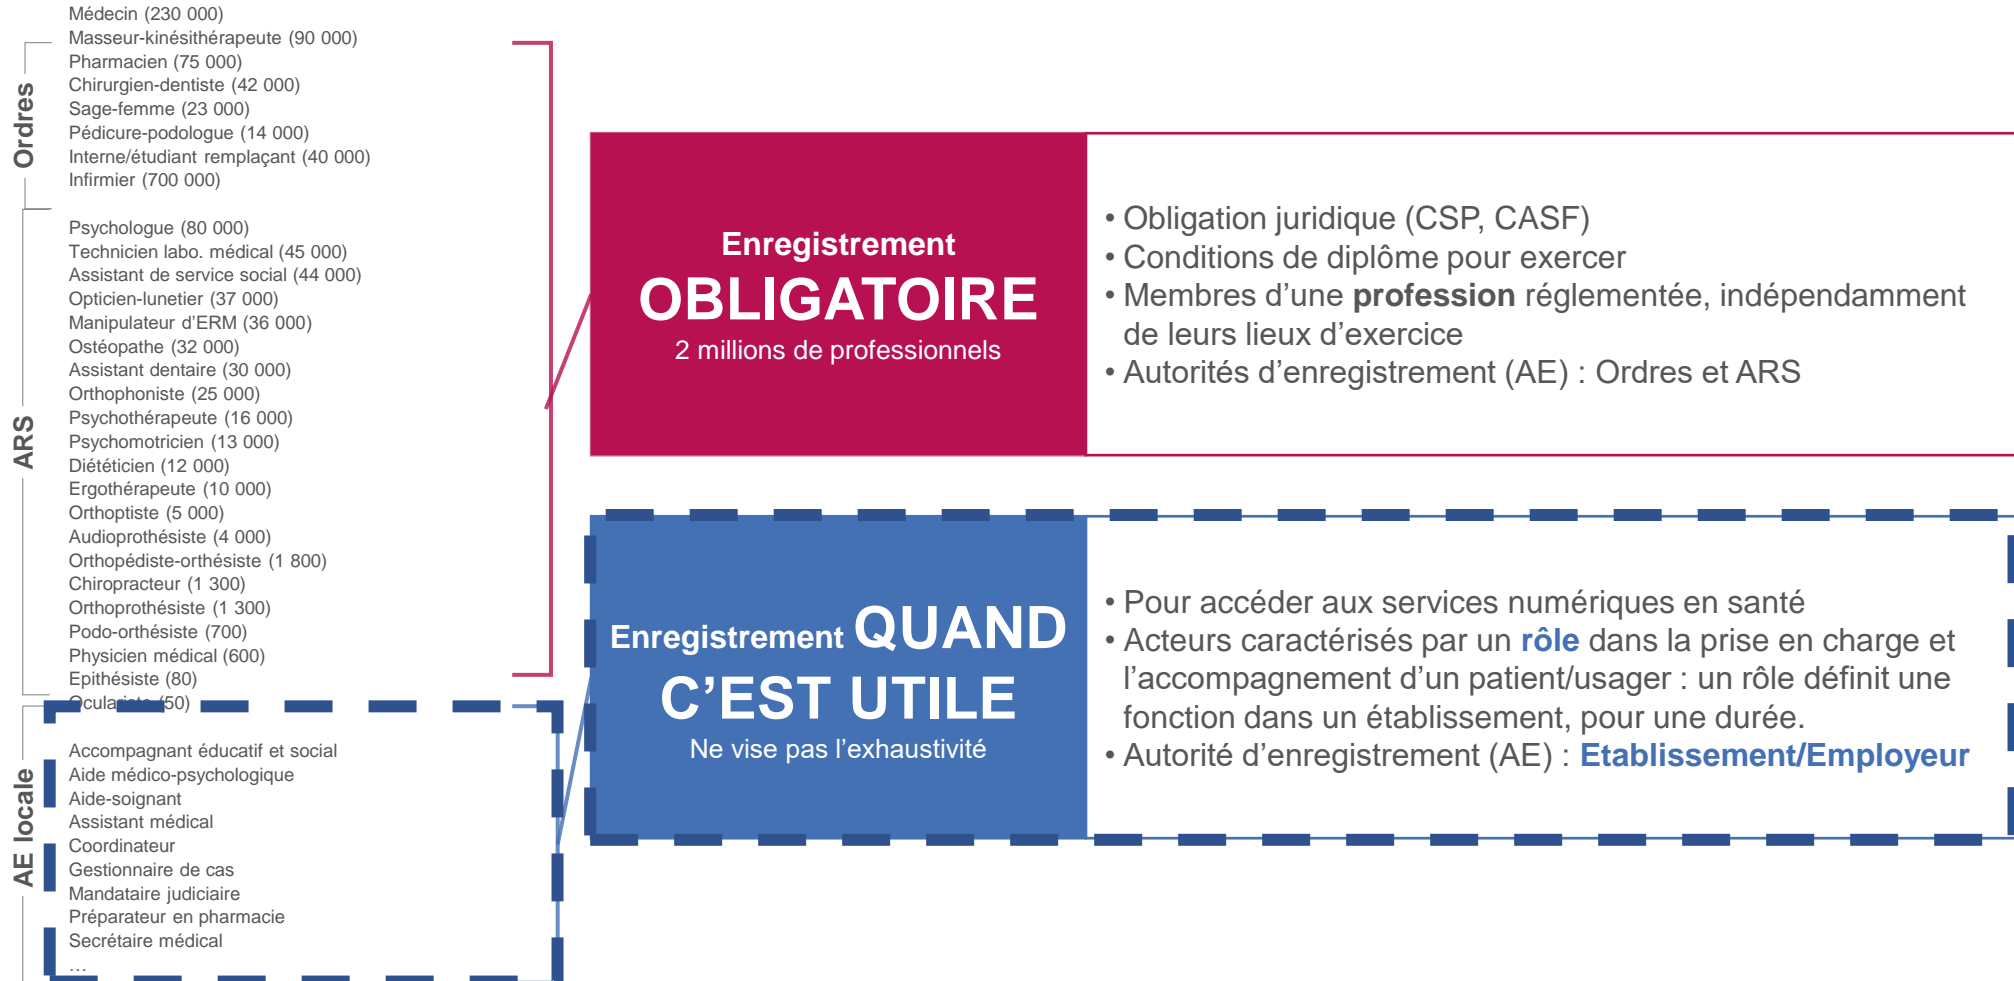 Ordres
Médecin (230 000)
Masseur-kinésithérapeute (90 000)
Pharmacien (75 000)
Chirurgien-dentiste (42 000)
Sage-femme (23 000)
Pédicure-podologue (14 000)
Interne/étudiant remplaçant (40 000)
Infirmier (700 000)
ARS
Psychologue (80 000)
Technicien labo. médical (45 000)
Assistant de service social (44 000)
Opticien-lunetier (37 000)
Manipulateur d’ERM (36 000)
Ostéopathe (32 000)
Assistant dentaire (30 000)
Orthophoniste (25 000)
Psychothérapeute (16 000)
Psychomotricien (13 000)
Diététicien (12 000)
Ergothérapeute (10 000)
Orthoptiste (5 000)
Audioprothésiste (4 000)
Orthopédiste-orthésiste (1 800)
Chiropracteur (1 300)
Orthoprothésiste (1 300)
Podo-orthésiste (700)
Physicien médical (600)
Epithésiste (80)
Oculariste (50)
AE locale
Accompagnant éducatif et social
Aide médico-psychologique
Aide-soignant
Assistant médical
Coordinateur
Gestionnaire de cas
Mandataire judiciaire
Préparateur en pharmacie
Secrétaire médical
…
Enregistrement
OBLIGATOIRE
2 millions de professionnels
• Obligation juridique (CSP, CASF)
• Conditions de diplôme pour exercer
• Membres d’une profession réglementée, indépendamment
de leurs lieux d’exercice
• Autorités d’enregistrement (AE) : Ordres et ARS
Enregistrement QUAND
C’EST UTILE
Ne vise pas l’exhaustivité
• Pour accéder aux services numériques en santé
• Acteurs caractérisés par un rôle dans la prise en charge et
l’accompagnement d’un patient/usager : un rôle définit une
fonction dans un établissement, pour une durée.
• Autorité d’enregistrement (AE) : Etablissement/Employeur